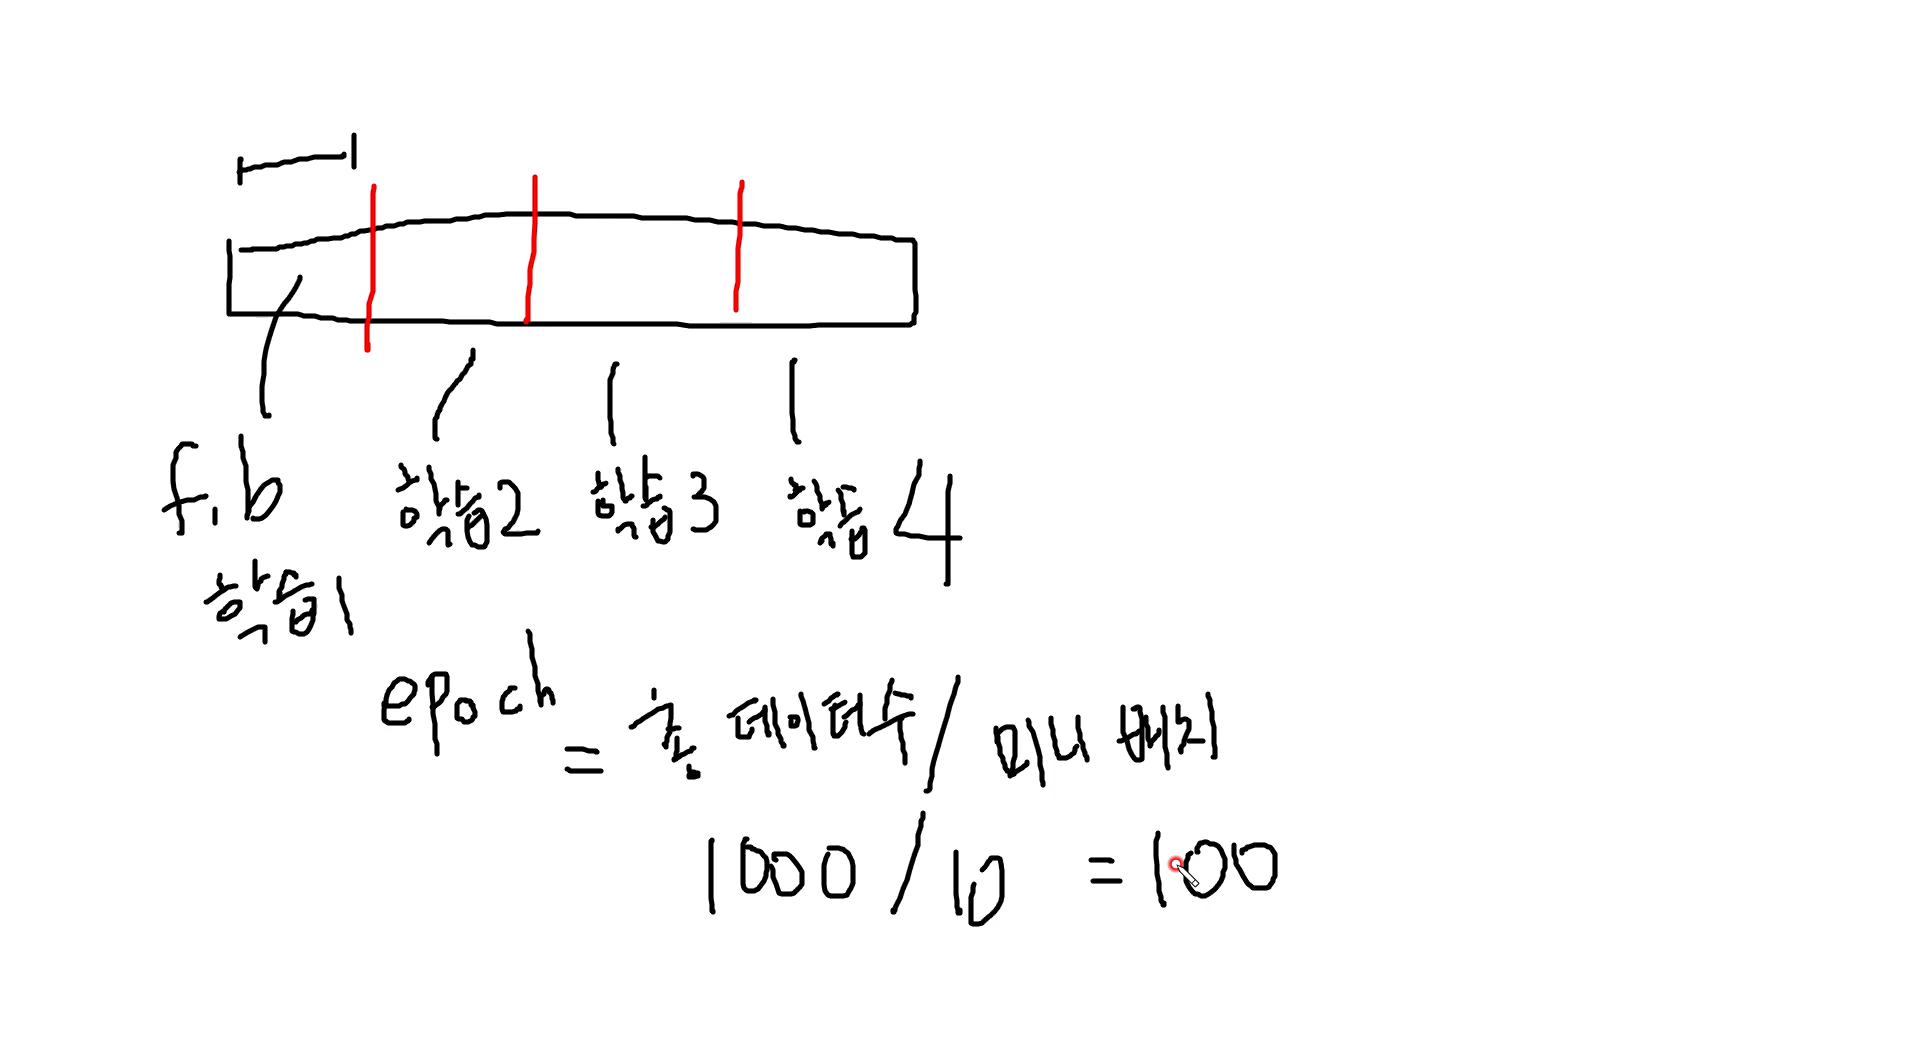 f, b 학습2 학습3 학습 4
학습1
epoch
= 총 데이터수 / 미니 배치
1000 / 10 = 100